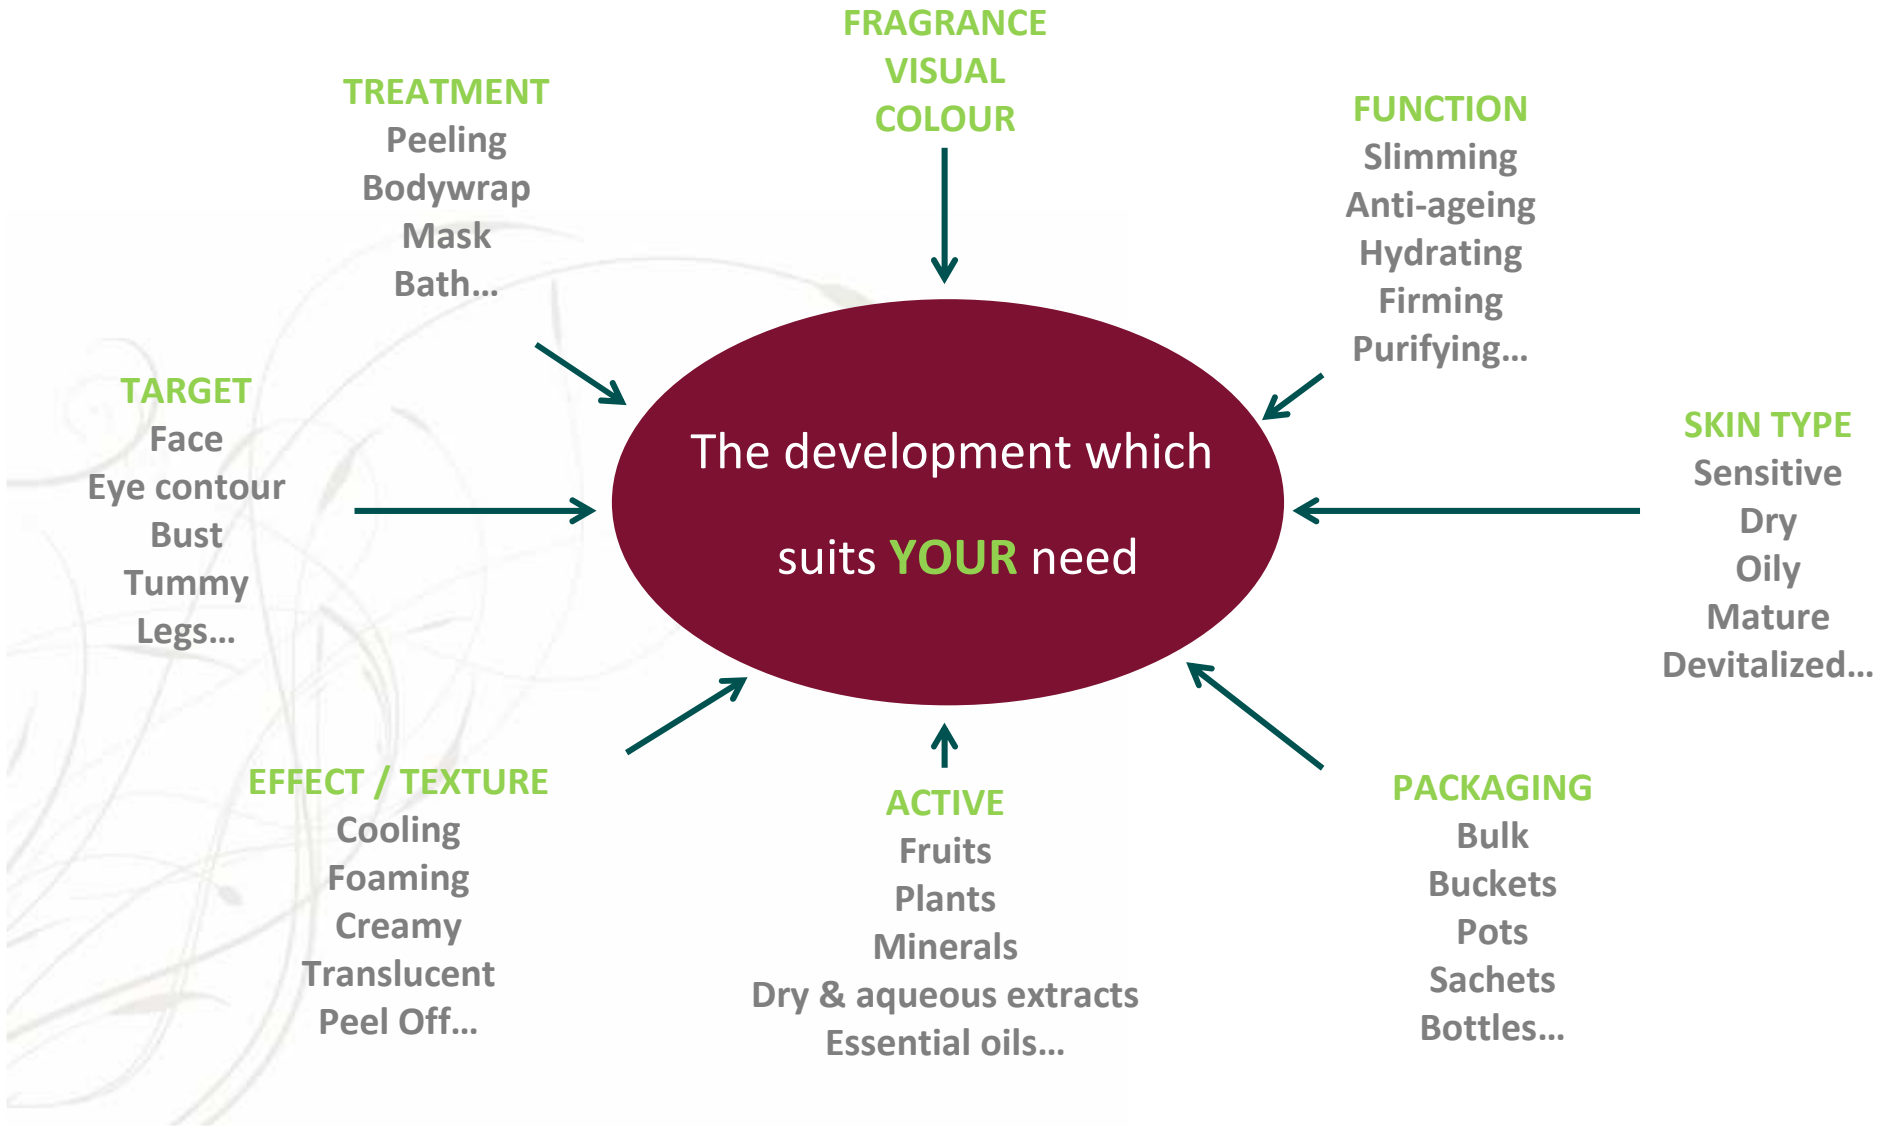 FRAGRANCE
VISUAL
COLOUR
TREATMENT
Peeling
Bodywrap
Mask
Bath...
FUNCTION
Slimming
Anti-ageing
Hydrating
Firming
Purifying...
TARGET
Face
Eye contour
Bust
Tummy
Legs...
The development which
suits YOUR need
SKIN TYPE
Sensitive
Dry
Oily
Mature
Devitalized...
EFFECT / TEXTURE
Cooling
Foaming
Creamy
Translucent
Peel Off...
ACTIVE
Fruits
Plants
Minerals
Dry & aqueous extracts
Essential oils...
PACKAGING
Bulk
Buckets
Pots
Sachets
Bottles...